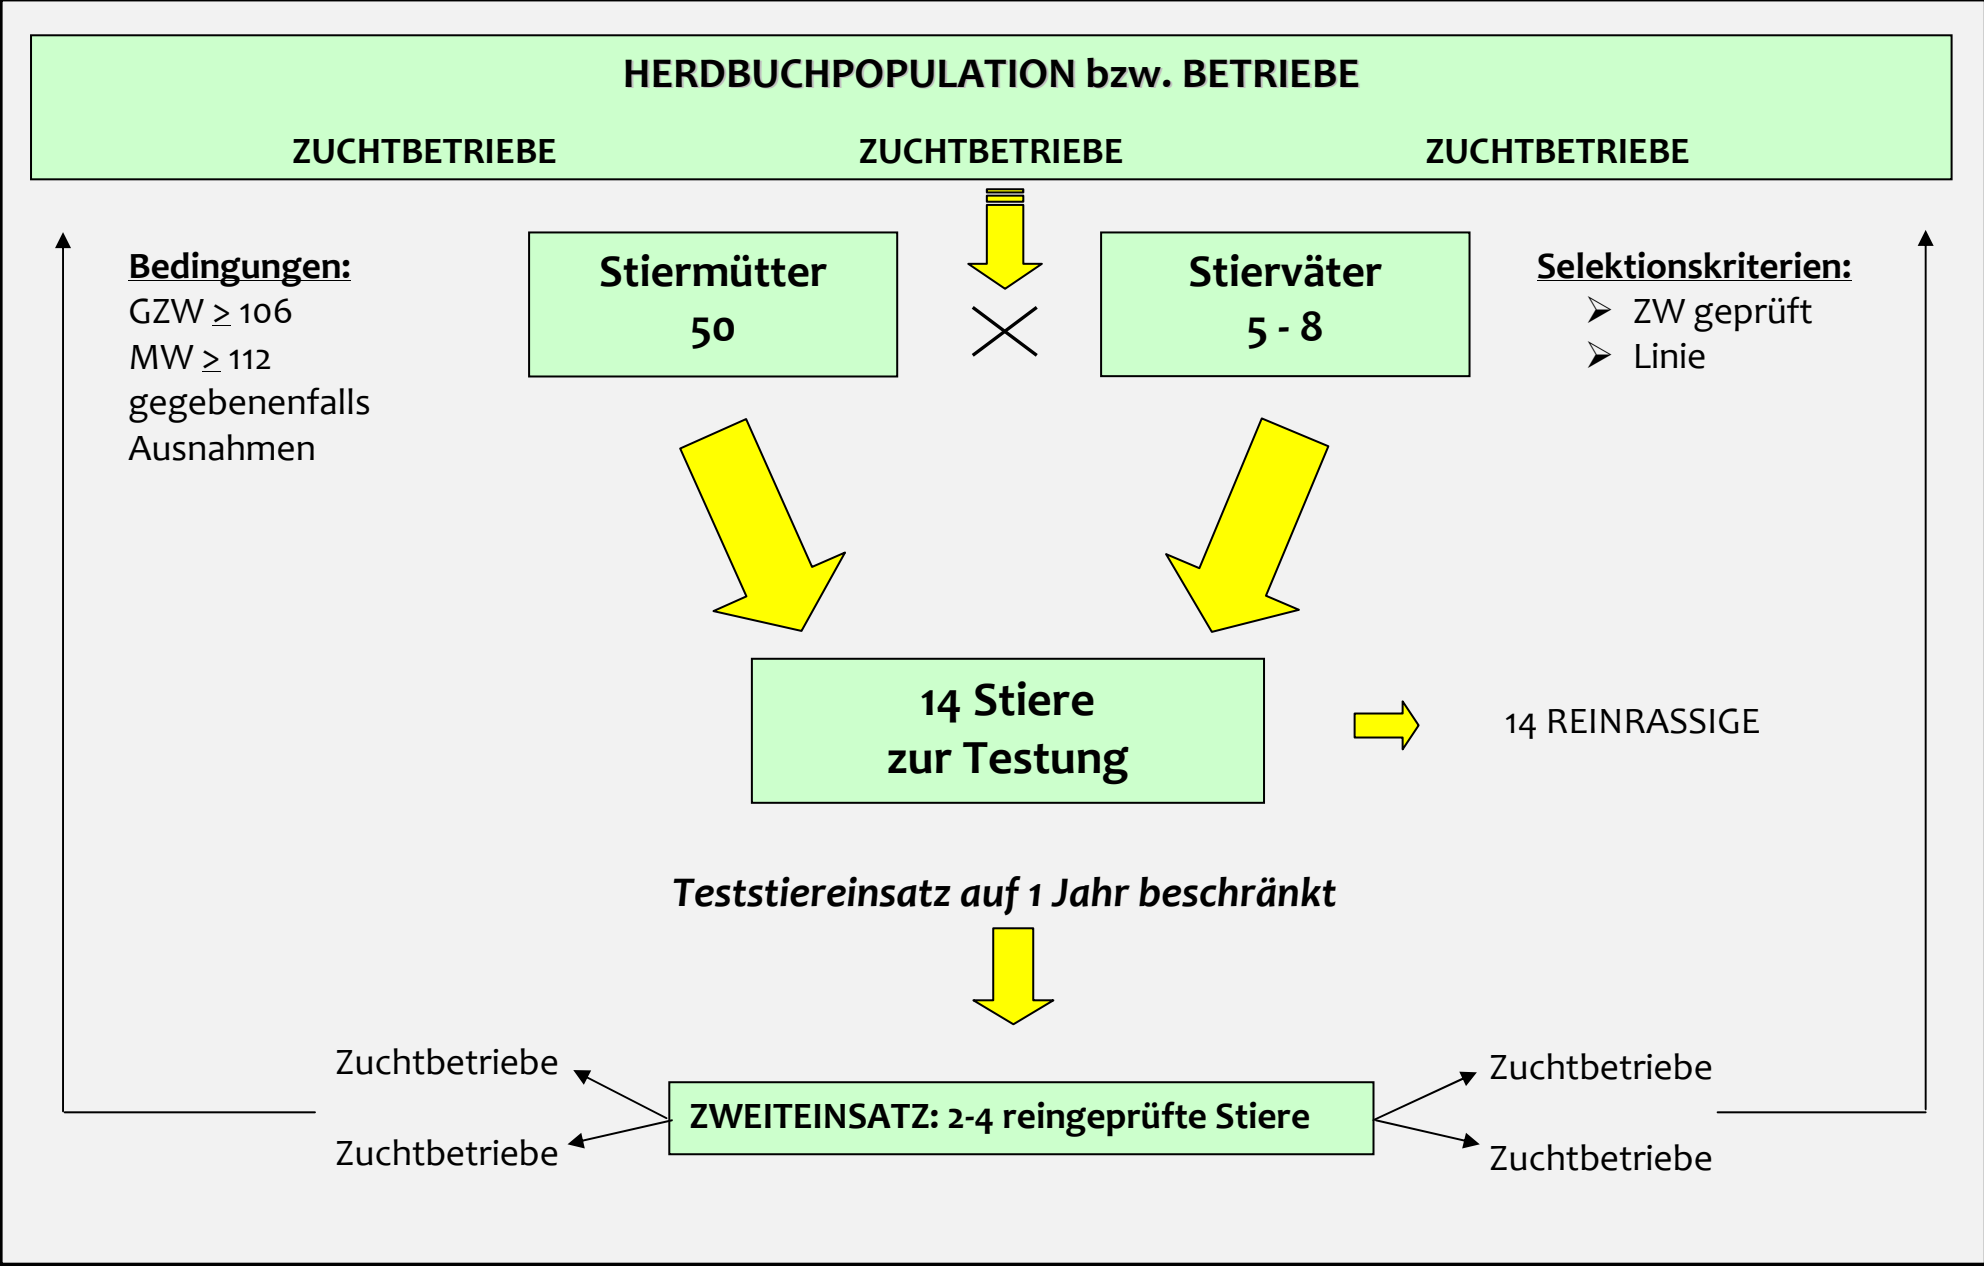 HERDBUCHPOPULATION bzw. BETRIEBE
ZUCHTBETRIEBE ZUCHTBETRIEBE ZUCHTBETRIEBE
Bedingungen:
GZW ≥ 106
MW ≥ 112
gegebenenfalls
Ausnahmen
Stiermütter
50
Stierväter
5 - 8
Selektionskriterien:
➢ ZW geprüft
➢ Linie
14 Stiere
zur Testung
14 REINRASSIGE
Teststiereinsatz auf 1 Jahr beschränkt
Zuchtbetriebe
Zuchtbetriebe
ZWEITEINSATZ: 2-4 reingeprüfte Stiere
Zuchtbetriebe
Zuchtbetriebe